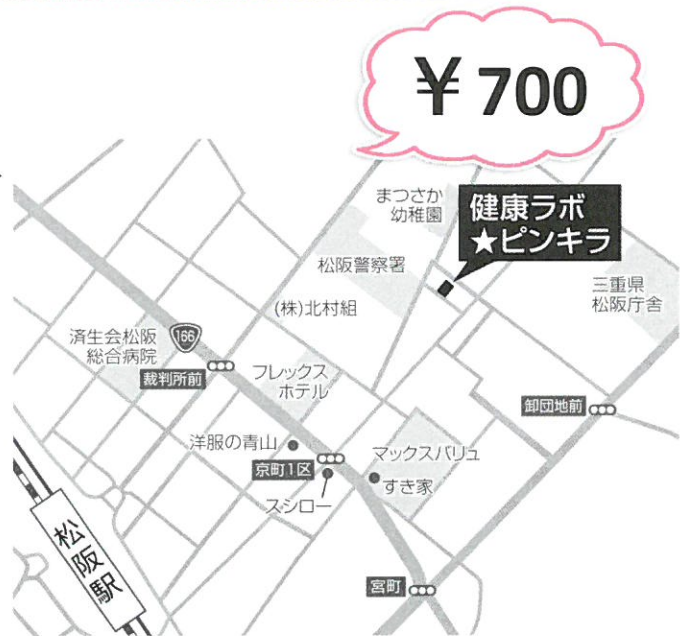 ¥700
まつさか
幼稚園
健康ラボ
★ピンキラ
松阪警察署
三重県
松阪庁舎
(株)北村組
済生会松阪
総合病院
166
裁判所前
フレックス
ホテル
卸団地前
洋服の青山
マックスバリュ
京町1区
すき家
スシロー
松阪駅
宮町